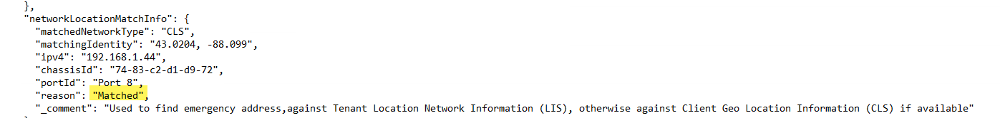 },
"networkLocationMatchInfo": {
"matchedNetworkType": "CLS",
"matchingIdentity": "43.0204, -88.099",
"ipv4": "192.168.1.44",
"chassisId": "74-83-c2-d1-d9-72",
"portId": "Port 8",
"reason": "Matched",
"_comment": "Used to find emergency address,against Tenant Location Network Information (LIS), otherwise against Client Geo Location Information (CLS) if available"